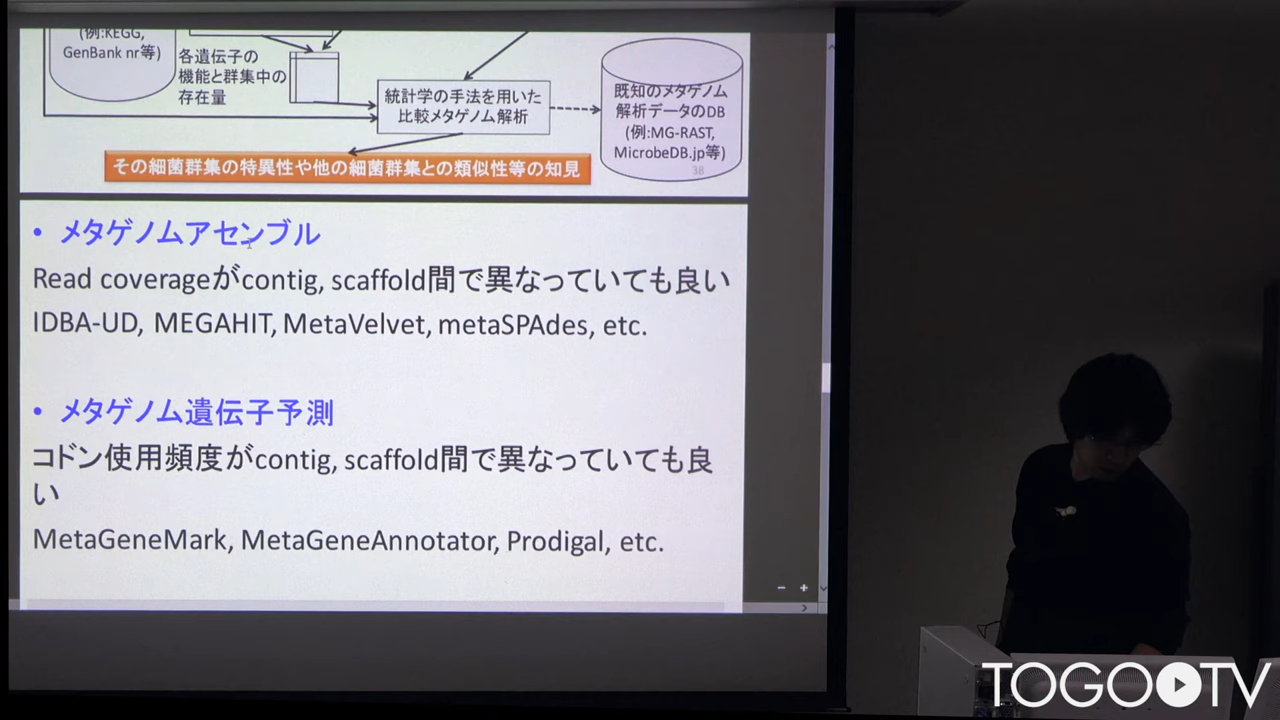 (例:KEGG,
GenBank nr等)
各遺伝子の
機能と群集中の
存在量
統計学の手法を用いた
比較メタゲノム解析
既知のメタゲノム
解析データのDB
(例:MG-RAST,
MicrobeDB.jp等)
その細菌群集の特異性や他の細菌群集との類似性等の知見
38
• メタゲノムアセンブル
Read coverageがcontig, scaffold間で異なっていても良い
IDBA-UD, MEGAHIT, MetaVelvet, metaSPAdes, etc.
• メタゲノム遺伝子予測
コドン使用頻度がcontig, scaffold間で異なっていても良
い
MetaGeneMark, MetaGeneAnnotator, Prodigal, etc.
TOGOTV